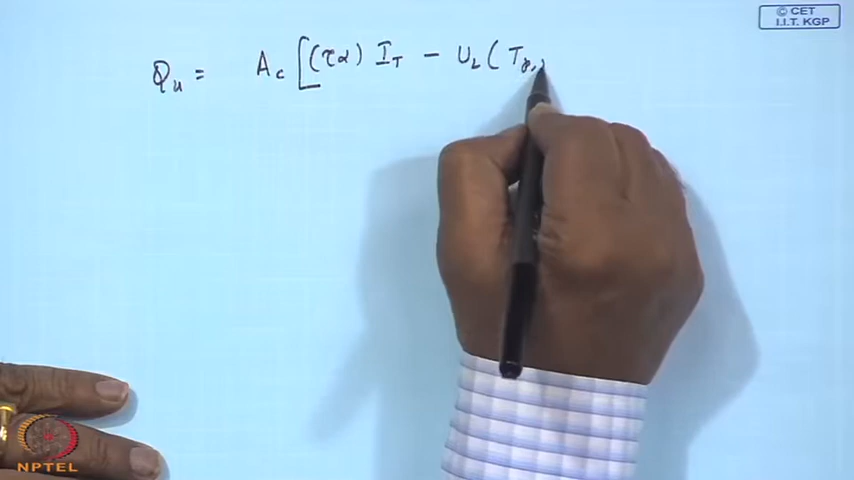 © CET
I.I.T. KGP
Qu = Ac [(τα) IT − UL ( Tp,
NPTEL